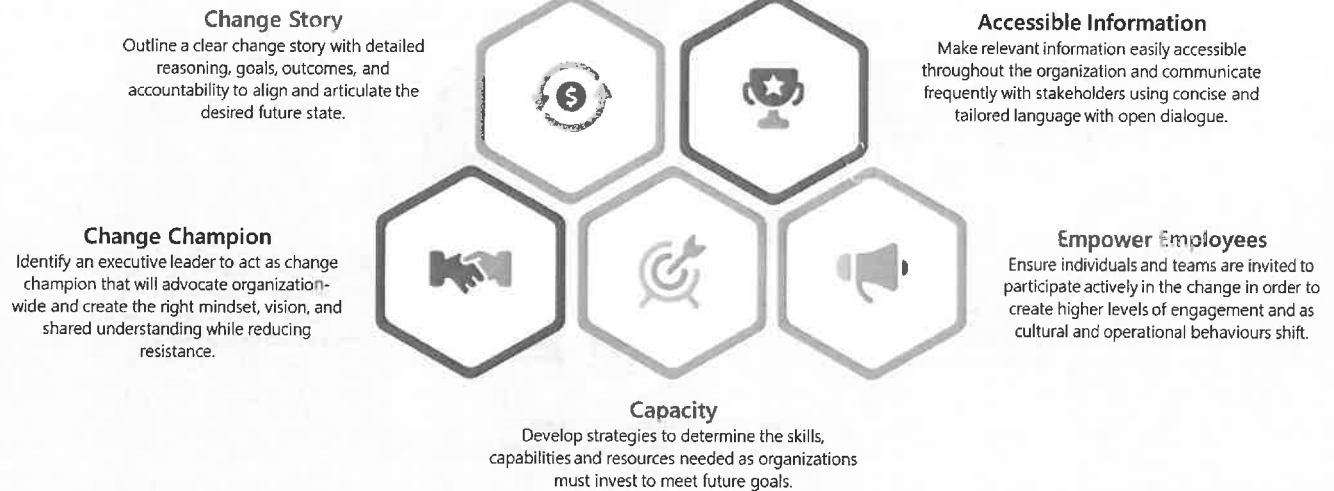 Change Story
Outline a clear change story with detailed
reasoning, goals, outcomes, and
accountability to align and articulate the
desired future state.
Accessible Information
Make relevant information easily accessible
throughout the organization and communicate
frequently with stakeholders using concise and
tailored language with open dialogue.
$
Change Champion
Identify an executive leader to act as change
champion that will advocate organization-
wide and create the right mindset, vision, and
shared understanding while reducing
resistance.
Empower Employees
Ensure individuals and teams are invited to
participate actively in the change in order to
create higher levels of engagement and as
cultural and operational behaviours shift.
Capacity
Develop strategies to determine the skills,
capabilities and resources needed as organizations
must invest to meet future goals.